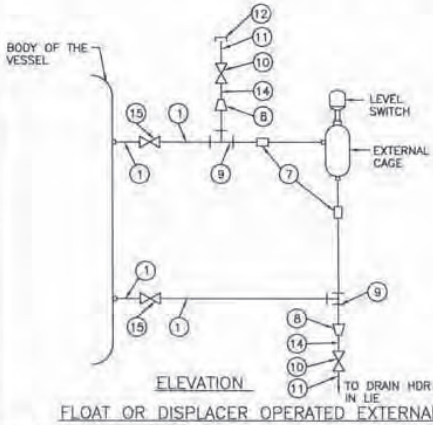 12
11
BODY OF THE
VESSEL
10
14
8
15
1
LEVEL
SWITCH
EXTERNAL
CAGE
1
9
7
1
9
15
1
8
14
10
11
TO DRAIN HDR
IN LIE
ELEVATION
FLOAT OR DISPLACER OPERATED EXTERNAL